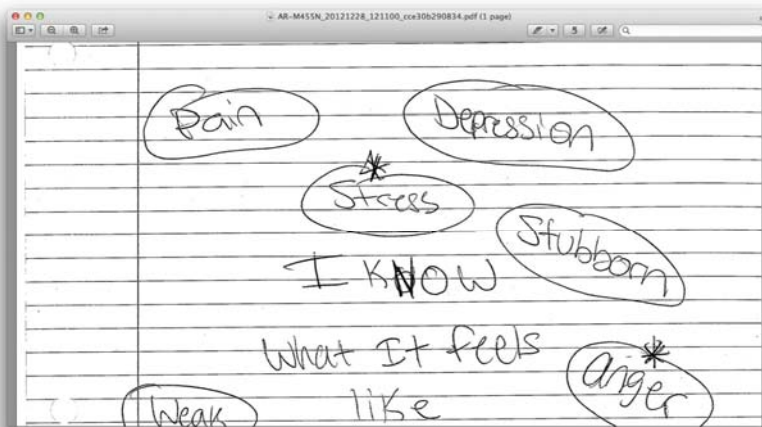 AR-M455N_20121228_121100_cce30b290834.pdf (1 page)
Pain
Depression
*
Stress
Stubborn
I KNOW
What It feels
*
anger
like
Weak